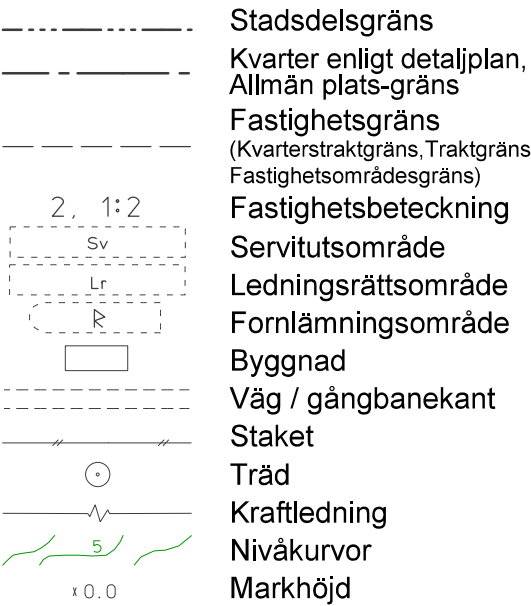 Stadsdelsgräns
Kvarter enligt detaljplan,
Allmän plats-gräns
Fastighetsgräns
(Kvarterstraktgräns,Traktgräns
Fastighetsområdesgräns)
2, 1:2 Fastighetsbeteckning
Sv Servitutsområde
Lr Ledningsrättsområde
R Fornlämningsområde
Byggnad
Väg / gångbanekant
Staket
Träd
Kraftledning
5 Nivåkurvor
x 0.0 Markhöjd